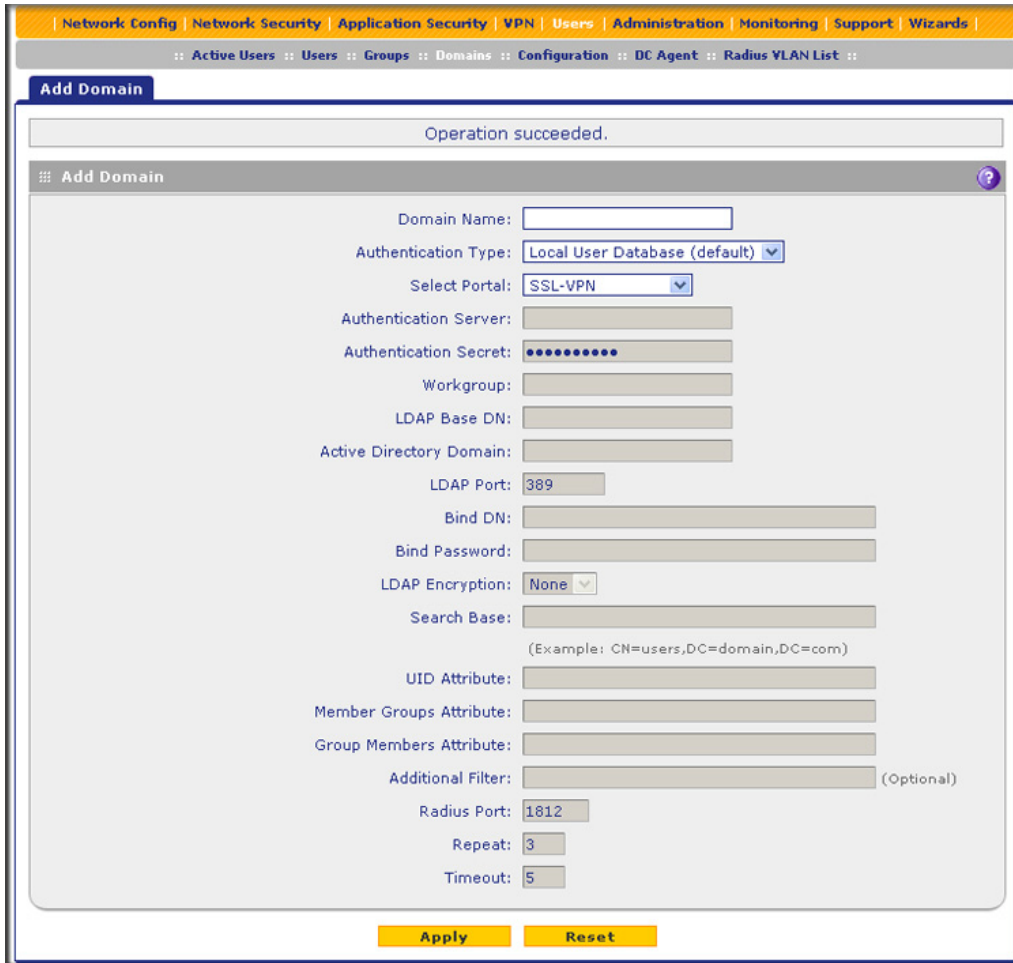 | Network Config | Network Security | Application Security | VPN | Users | Administration | Monitoring | Support | Wizards |
:: Active Users :: Users :: Groups :: Domains :: Configuration :: DC Agent :: Radius VLAN List ::
Add Domain
Operation succeeded.
Add Domain ?
Domain Name:
Authentication Type: Local User Database (default)
Select Portal: SSL-VPN
Authentication Server:
Authentication Secret: ••••••••••
Workgroup:
LDAP Base DN:
Active Directory Domain:
LDAP Port: 389
Bind DN:
Bind Password:
LDAP Encryption: None
Search Base:
(Example: CN=users,DC=domain,DC=com)
UID Attribute:
Member Groups Attribute:
Group Members Attribute:
Additional Filter: (Optional)
Radius Port: 1812
Repeat: 3
Timeout: 5
Apply Reset